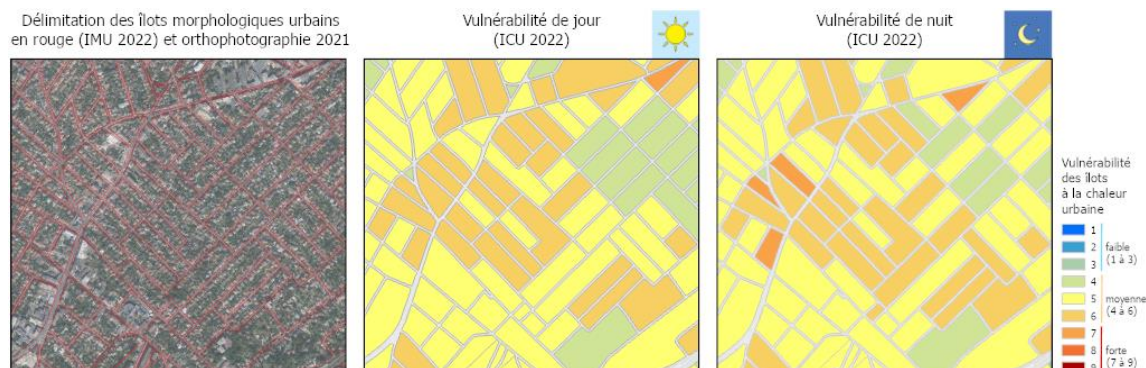 Délimitation des îlots morphologiques urbains
en rouge (IMU 2022) et orthophotographie 2021
Vulnérabilité de jour
(ICU 2022)
Vulnérabilité de nuit
(ICU 2022)
Vulnérabilité
des îlots
à la chaleur
urbaine
1
2 faible
3 (1 à 3)
4
5 moyenne
6 (4 à 6)
7
8 forte
9 (7 à 9)